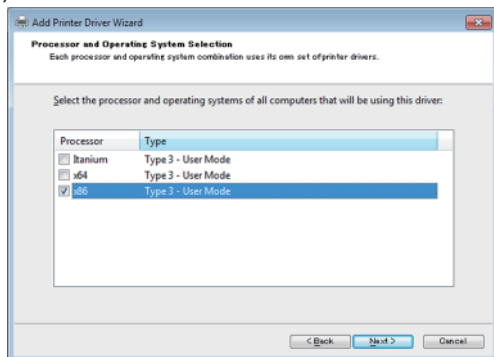 Add Printer Driver Wizard
Processor and Operating System Selection
Each processor and operating system combination uses its own set of printer drivers.
Select the processor and operating systems of all computers that will be using this driver:
Processor Type
Itanium Type 3 - User Mode
x64 Type 3 - User Mode
x86 Type 3 - User Mode
< Back Next > Cancel